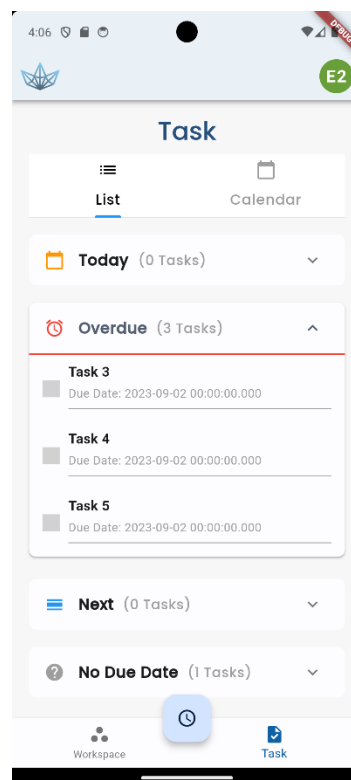 4:06
DEBUG
E2
Task
List Calendar
Today (0 Tasks)
Overdue (3 Tasks)
Task 3
Due Date: 2023-09-02 00:00:00.000
Task 4
Due Date: 2023-09-02 00:00:00.000
Task 5
Due Date: 2023-09-02 00:00:00.000
Next (0 Tasks)
No Due Date (1 Tasks)
Workspace Task